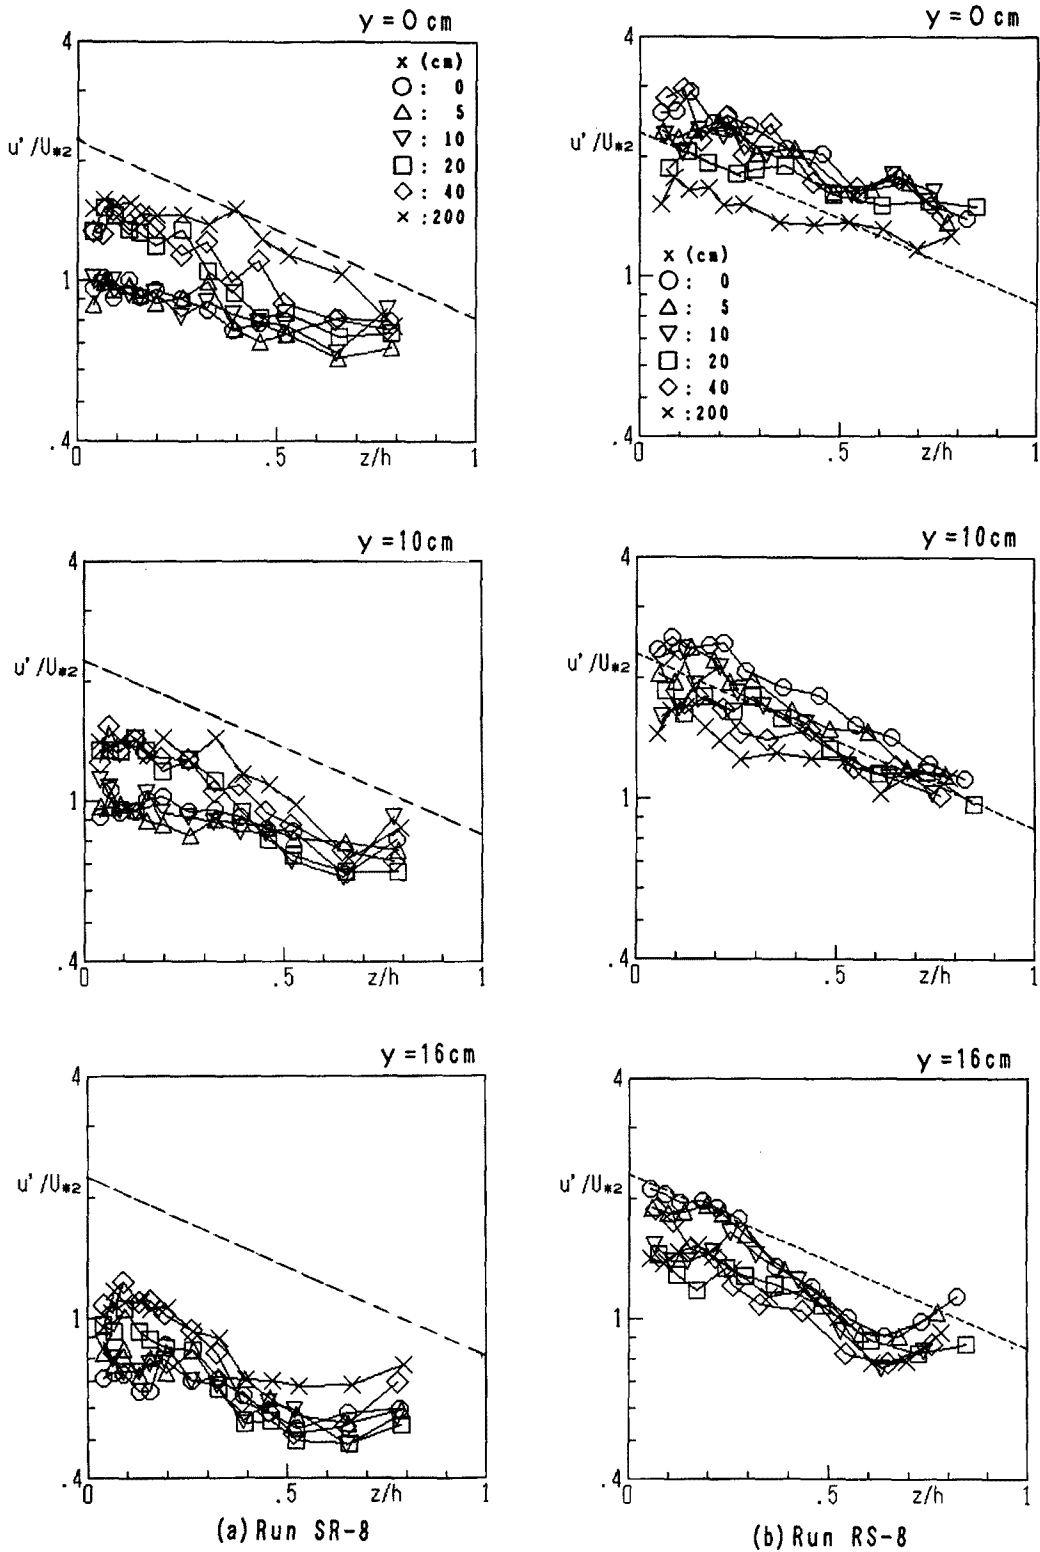 y=0 cm
4
x (cm)
○: 0
△: 5
▽: 10
□: 20
◇: 40
×:200
u'/U*2
1
.4
0 .5 z/h 1
y=0 cm
4
u'/U*2
1
x (cm)
○: 0
△: 5
▽: 10
□: 20
◇: 40
×:200
.4
0 .5 z/h 1
y=10cm
4
u'/U*2
1
.4
0 .5 z/h 1
y=10cm
4
u'/U*2
1
.4
0 .5 z/h 1
y=16cm
4
u'/U*2
1
.4
0 .5 z/h 1
(a) Run SR-8
y=16cm
4
u'/U*2
1
.4
0 .5 z/h 1
(b) Run RS-8